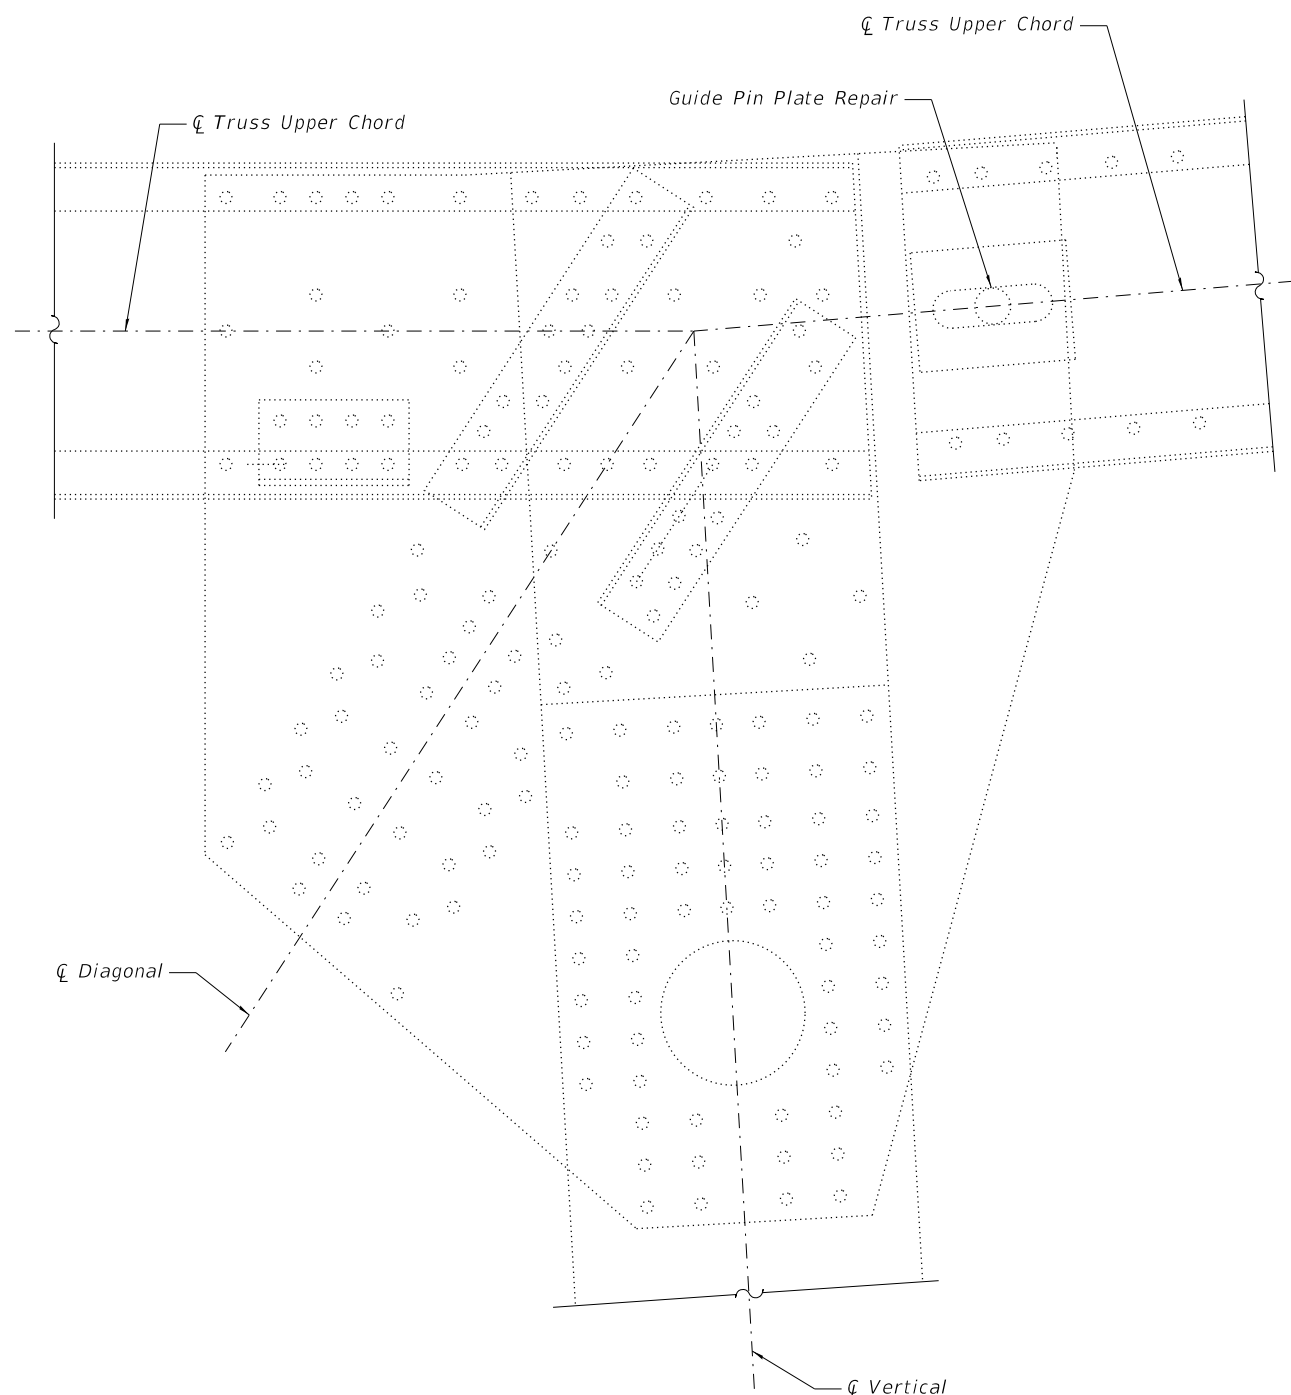 ℄ Truss Upper Chord
Guide Pin Plate Repair
℄ Truss Upper Chord
℄ Diagonal
℄ Vertical